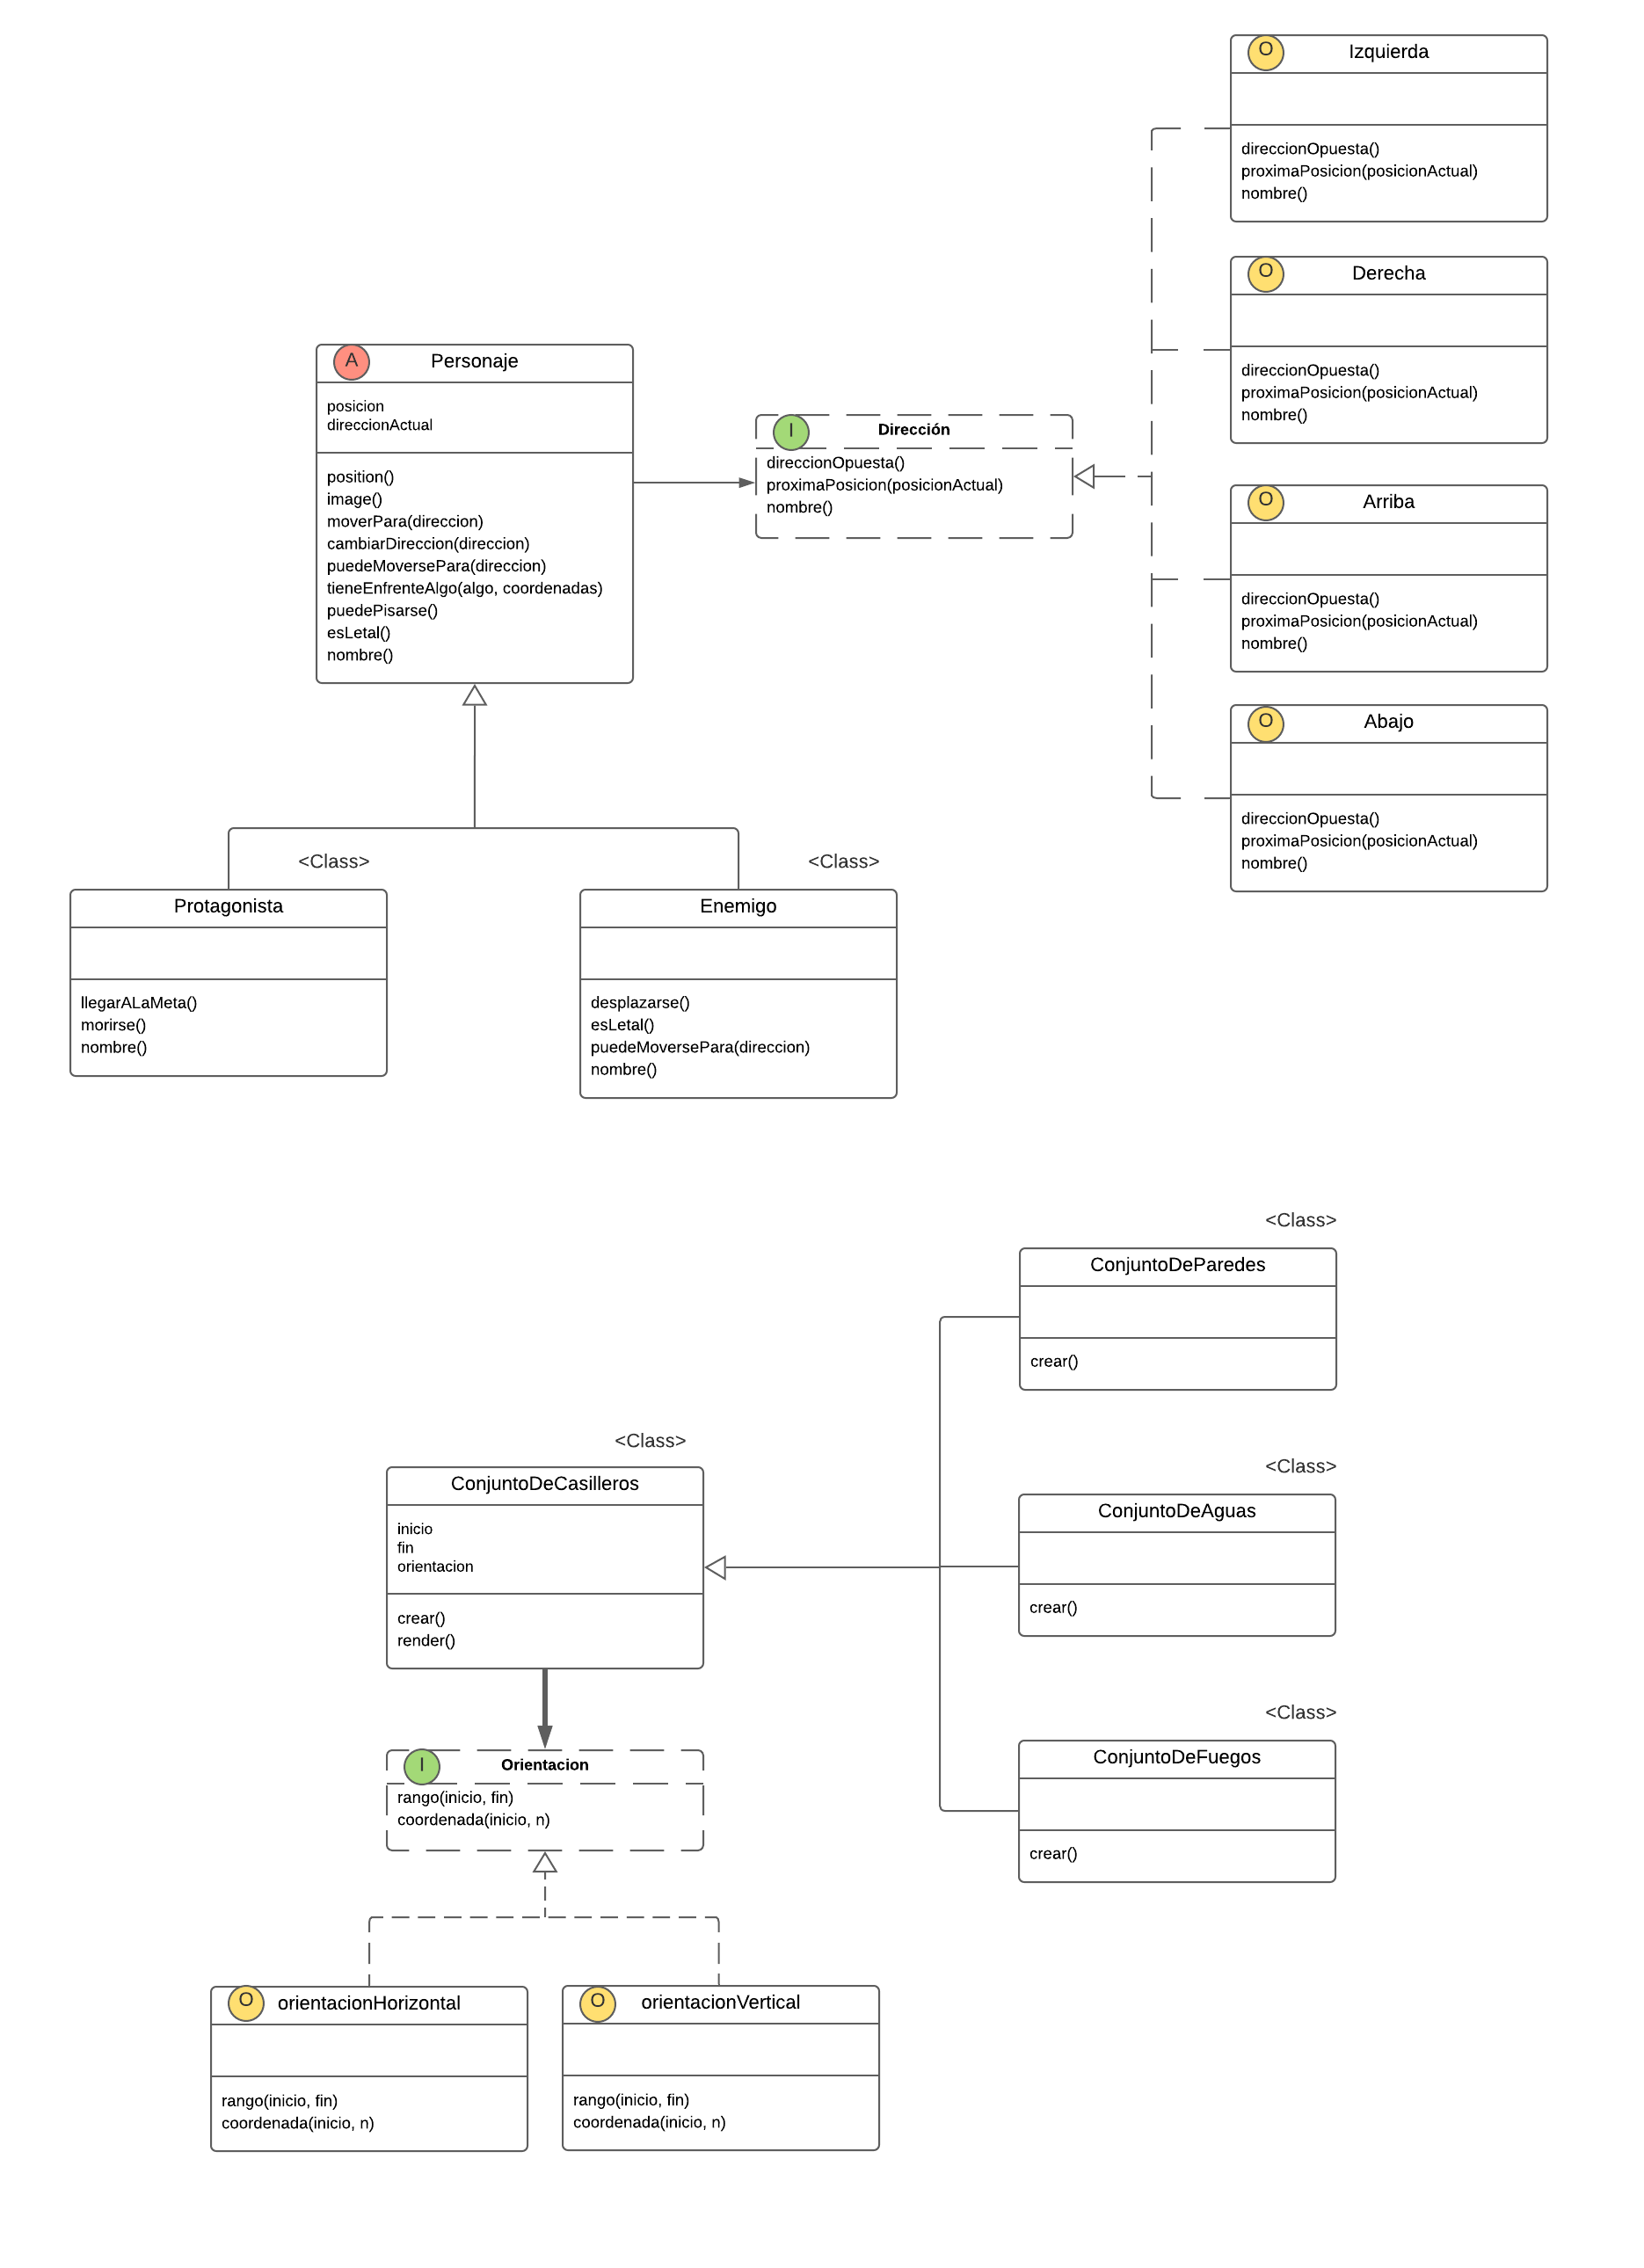 O
Izquierda
direccionOpuesta()
proximaPosicion(posicionActual)
nombre()
O
Derecha
direccionOpuesta()
proximaPosicion(posicionActual)
nombre()
A
Personaje
posicion
direccionActual
position()
image()
moverPara(direccion)
cambiarDireccion(direccion)
puedeMoversePara(direccion)
tieneEnfrenteAlgo(algo, coordenadas)
puedePisarse()
esLetal()
nombre()
I
Dirección
direccionOpuesta()
proximaPosicion(posicionActual)
nombre()
O
Arriba
direccionOpuesta()
proximaPosicion(posicionActual)
nombre()
O
Abajo
direccionOpuesta()
proximaPosicion(posicionActual)
nombre()
<Class>
Protagonista
llegarALaMeta()
morirse()
nombre()
<Class>
Enemigo
desplazarse()
esLetal()
puedeMoversePara(direccion)
nombre()
<Class>
ConjuntoDeParedes
crear()
<Class>
ConjuntoDeCasilleros
inicio
fin
orientacion
crear()
render()
<Class>
ConjuntoDeAguas
crear()
<Class>
ConjuntoDeFuegos
crear()
I
Orientacion
rango(inicio, fin)
coordenada(inicio, n)
O
orientacionHorizontal
rango(inicio, fin)
coordenada(inicio, n)
O
orientacionVertical
rango(inicio, fin)
coordenada(inicio, n)